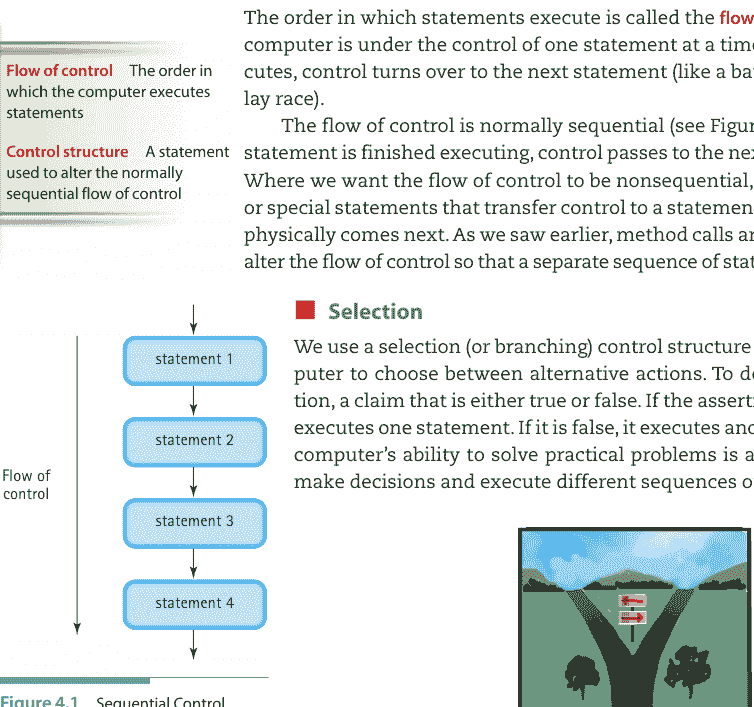 The order in which statements execute is called the flow
computer is under the control of one statement at a time
cutes, control turns over to the next statement (like a ba
lay race).
The flow of control is normally sequential (see Figur
statement is finished executing, control passes to the nex
Where we want the flow of control to be nonsequential,
or special statements that transfer control to a statemen
physically comes next. As we saw earlier, method calls ar
alter the flow of control so that a separate sequence of stat
Flow of control The order in
which the computer executes
statements
Control structure A statement
used to alter the normally
sequential flow of control
Selection
We use a selection (or branching) control structure
puter to choose between alternative actions. To de
tion, a claim that is either true or false. If the asserti
executes one statement. If it is false, it executes ano
computer's ability to solve practical problems is a
make decisions and execute different sequences o
statement 1
statement 2
statement 3
statement 4
Flow of
control
Figure 4.1 Sequential Control